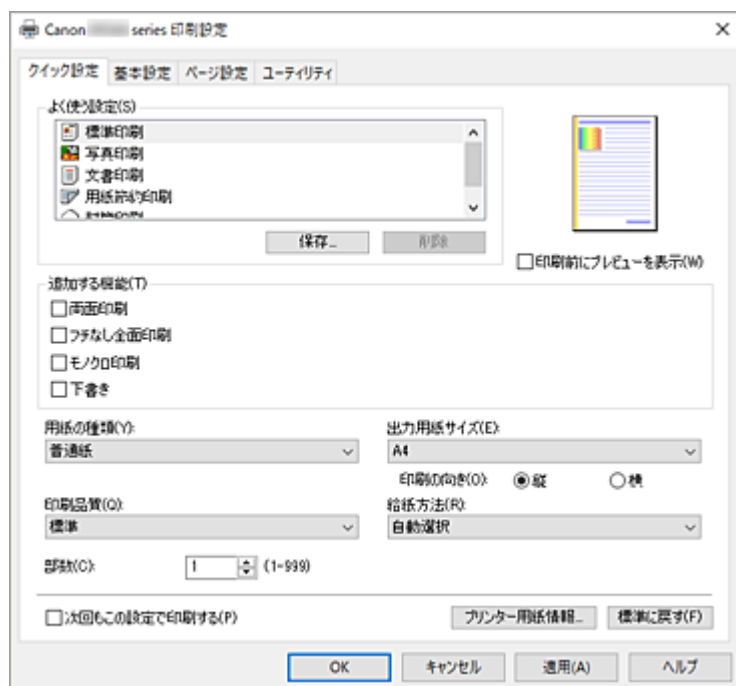 Canon series 印刷設定
クイック設定 基本設定 ページ設定 ユーティリティ
よく使う設定(S)
標準印刷
写真印刷
文書印刷
用紙節約印刷
保存...
削除
印刷前にプレビューを表示(W)
追加する機能(T)
両面印刷
フチなし全面印刷
モノクロ印刷
下書き
用紙の種類(Y):
普通紙
出力用紙サイズ(E):
A4
印刷の向き(O): 縦 横
印刷品質(Q):
標準
給紙方法(R):
自動選択
部数(C): 1 (1-999)
次回もこの設定で印刷する(P)
プリンター用紙情報... 標準に戻す(F)
OK キャンセル 適用(A) ヘルプ